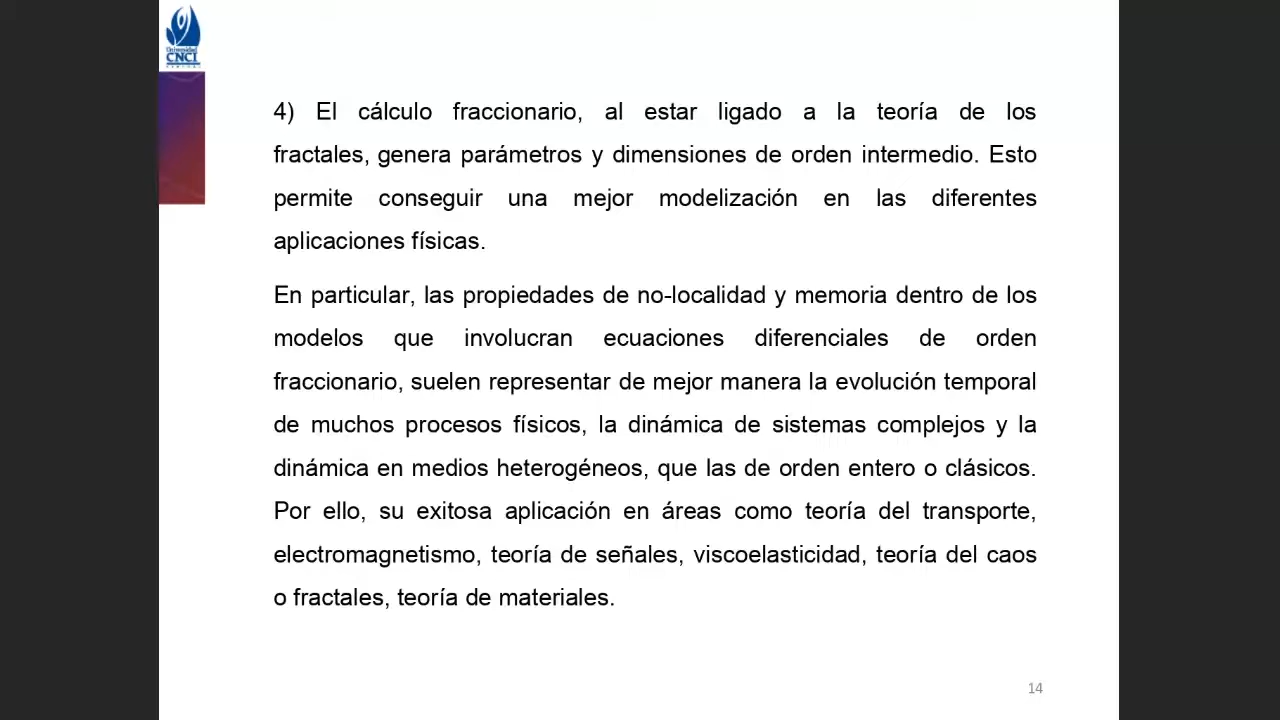 Universidad
CNCI
VIRTUAL
4) El cálculo fraccionario, al estar ligado a la teoría de los
fractales, genera parámetros y dimensiones de orden intermedio. Esto
permite conseguir una mejor modelización en las diferentes
aplicaciones físicas.
En particular, las propiedades de no-localidad y memoria dentro de los
modelos que involucran ecuaciones diferenciales de orden
fraccionario, suelen representar de mejor manera la evolución temporal
de muchos procesos físicos, la dinámica de sistemas complejos y la
dinámica en medios heterogéneos, que las de orden entero o clásicos.
Por ello, su exitosa aplicación en áreas como teoría del transporte,
electromagnetismo, teoría de señales, viscoelasticidad, teoría del caos
o fractales, teoría de materiales.
14